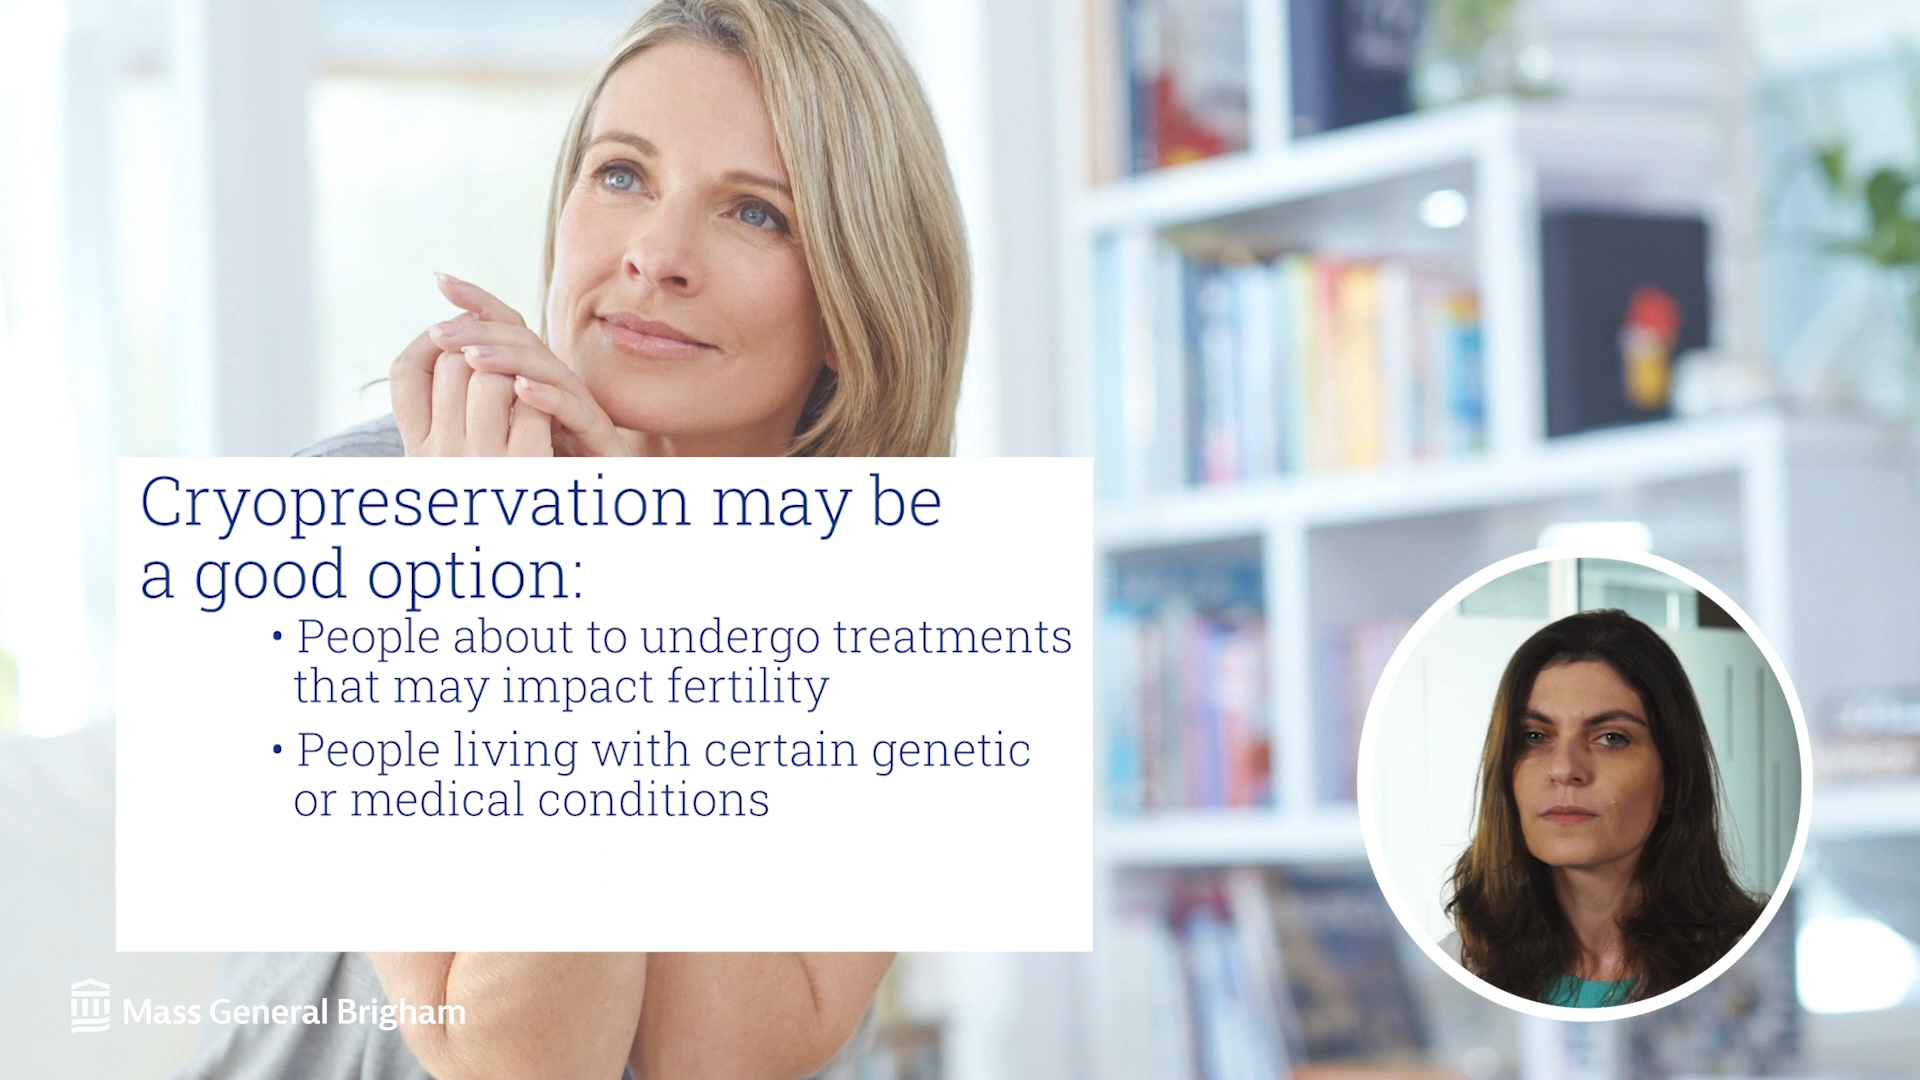 Cryopreservation may be
a good option:
• People about to undergo treatments
that may impact fertility
• People living with certain genetic
or medical conditions
Mass General Brigham